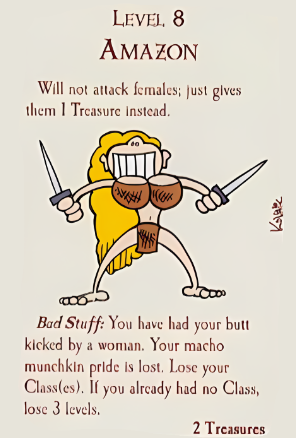 LEVEL 8
AMAZON
Will not attack females; just gives
them 1 Treasure instead.
Kovalic
Bad Stuff: You have had your butt
kicked by a woman. Your macho
munchkin pride is lost. Lose your
Class(es). If you already had no Class,
lose 3 levels.
2 Treasures